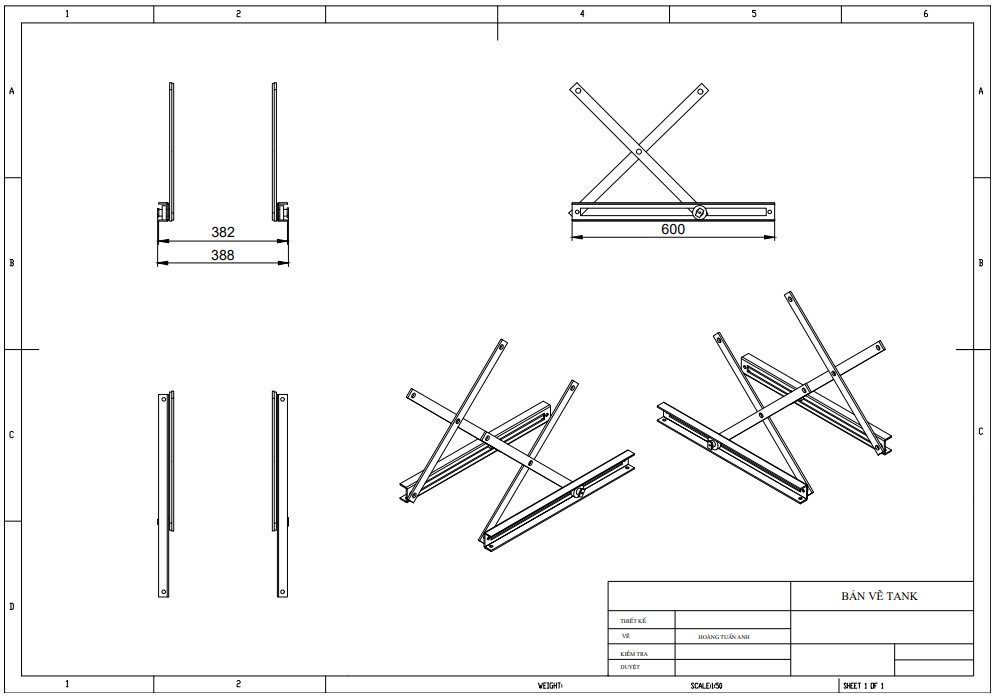 1 2 4 5 6
A A
382
388
600
B B
C C
D
BẢN VẼ TANK
THIẾT KẾ
VẼ HOÀNG TUẤN ANH
KIỂM TRA
DUYỆT
1 2 WEIGHT: SCALE:1/50 SHEET 1 OF 1